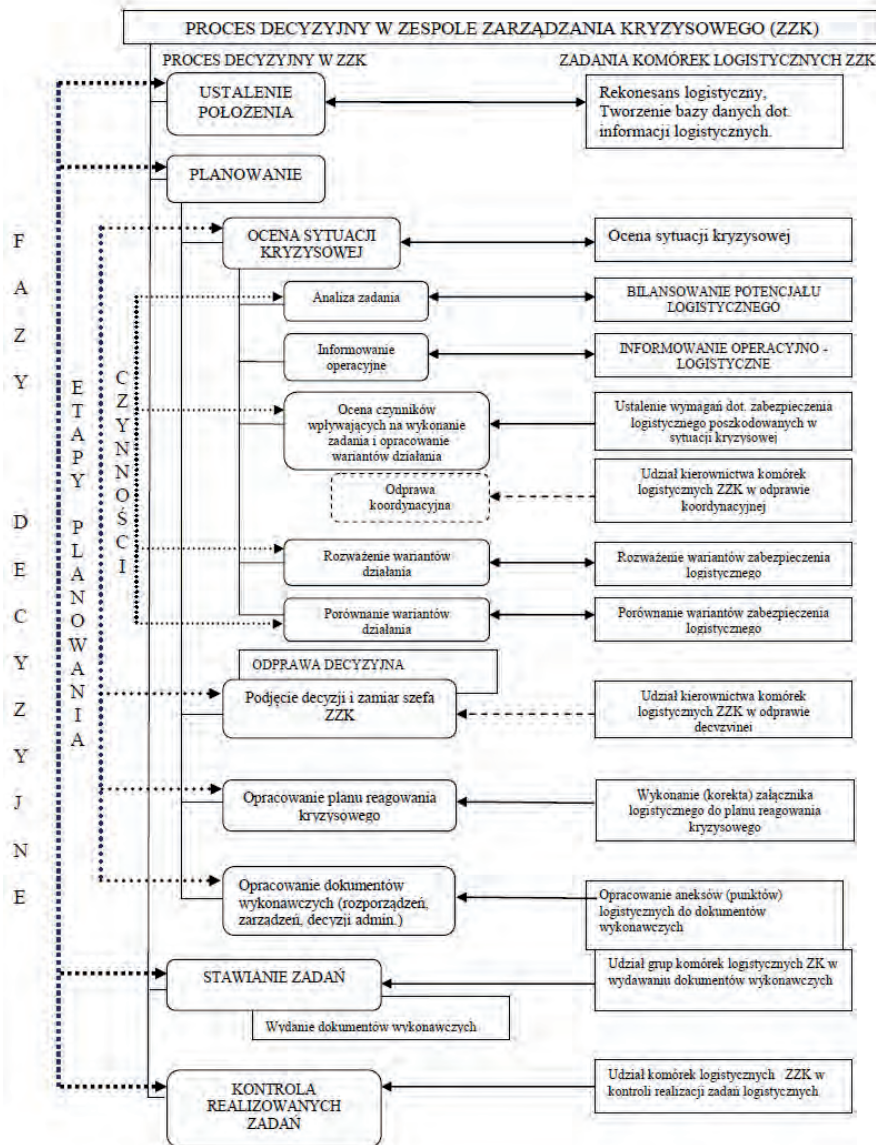 PROCES DECYZYJNY W ZESPOLE ZARZĄDZANIA KRYZYSOWEGO (ZZK)
PROCES DECYZYJNY W ZZK
ZADANIA KOMÓREK LOGISTYCZNYCH ZZK
USTALENIE
POŁOŻENIA
Rekonesans logistyczny,
Tworzenie bazy danych dot.
informacji logistycznych.
PLANOWANIE
OCENA SYTUACJI
KRYZYSOWEJ
Ocena sytuacji kryzysowej
Analiza zadania
BILANSOWANIE POTENCJAŁU
LOGISTYCZNEGO
Informowanie
operacyjne
INFORMOWANIE OPERACYJNO -
LOGISTYCZNE
Ocena czynników
wpływających na wykonanie
zadania i opracowanie
wariantów działania
Ustalenie wymagań dot. zabezpieczenia
logistycznego poszkodowanych w
sytuacji kryzysowej
Odprawa
koordynacyjna
Udział kierownictwa komórek
logistycznych ZZK w odprawie
koordynacyjnej
Rozważenie wariantów
działania
Rozważenie wariantów zabezpieczenia
logistycznego
Porównanie wariantów
działania
Porównanie wariantów zabezpieczenia
logistycznego
ODPRAWA DECYZYJNA
Podjęcie decyzji i zamiar szefa
ZZK
Udział kierownictwa komórek
logistycznych ZZK w odprawie
decyzyjnej
Opracowanie planu reagowania
kryzysowego
Wykonanie (korekta) załącznika
logistycznego do planu reagowania
kryzysowego
Opracowanie dokumentów
wykonawczych (rozporządzeń,
zarządzeń, decyzji admin.)
Opracowanie aneksów (punktów)
logistycznych do dokumentów
wykonawczych
STAWIANIE ZADAŃ
Wydanie dokumentów wykonawczych
Udział grup komórek logistycznych ZK w
wydawaniu dokumentów wykonawczych
KONTROLA
REALIZOWANYCH
ZADAŃ
Udział komórek logistycznych ZZK w
kontroli realizacji zadań logistycznych.
FAZY DECYZYJNE
ETAPY PLANOWANIA
CZYNNOŚCI